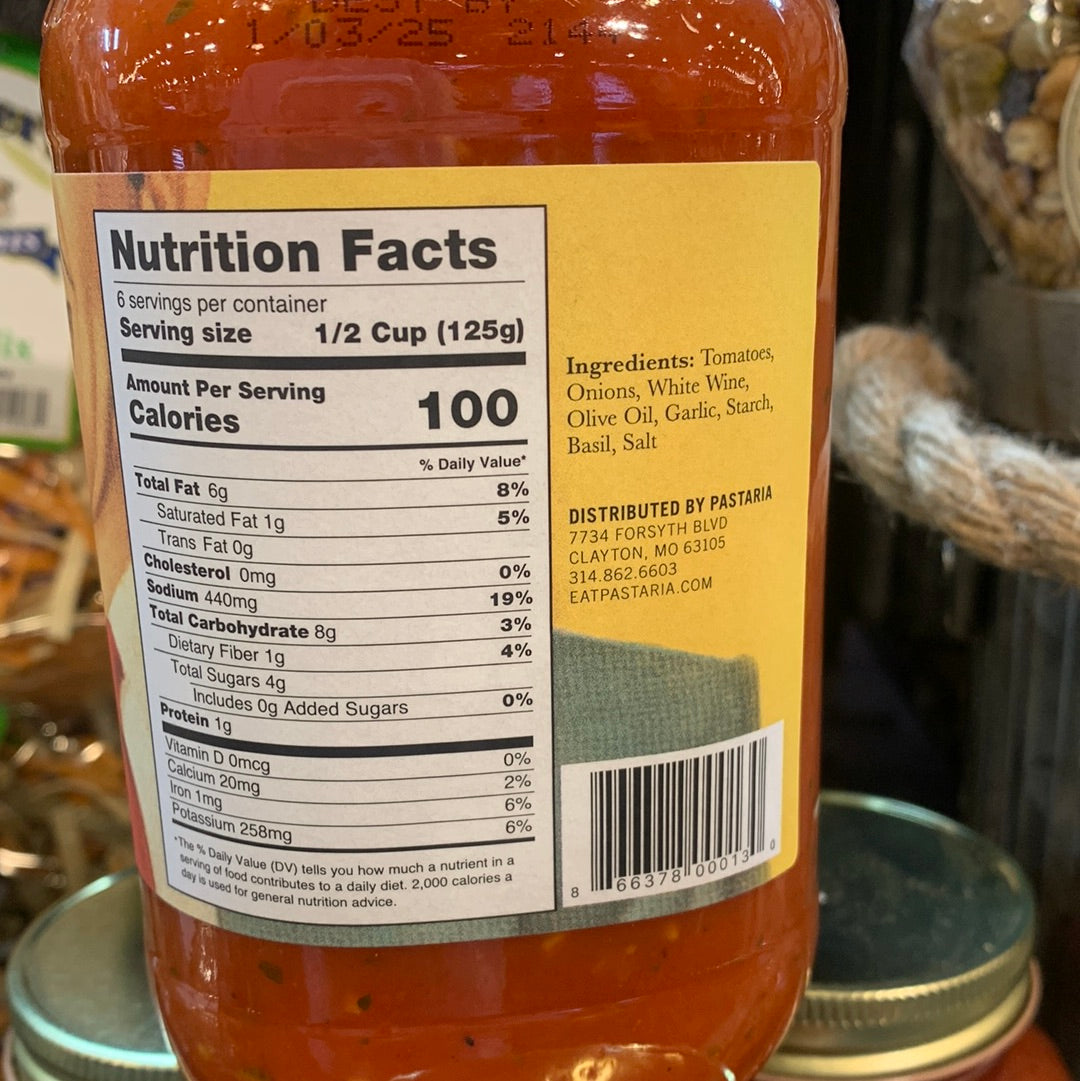 BEST BY
1/03/25 2144
Nutrition Facts
6 servings per container
Serving size 1/2 Cup (125g)
Amount Per Serving
Calories 100
% Daily Value*
Total Fat 6g 8%
Saturated Fat 1g 5%
Trans Fat 0g
Cholesterol 0mg 0%
Sodium 440mg 19%
Total Carbohydrate 8g 3%
Dietary Fiber 1g 4%
Total Sugars 4g
Includes 0g Added Sugars 0%
Protein 1g
Vitamin D 0mcg 0%
Calcium 20mg 2%
Iron 1mg 6%
Potassium 258mg 6%
*The % Daily Value (DV) tells you how much a nutrient in a
serving of food contributes to a daily diet. 2,000 calories a
day is used for general nutrition advice.
Ingredients: Tomatoes,
Onions, White Wine,
Olive Oil, Garlic, Starch,
Basil, Salt
DISTRIBUTED BY PASTARIA
7734 FORSYTH BLVD
CLAYTON, MO 63105
314.862.6603
EATPASTARIA.COM
8 66378 00013 0